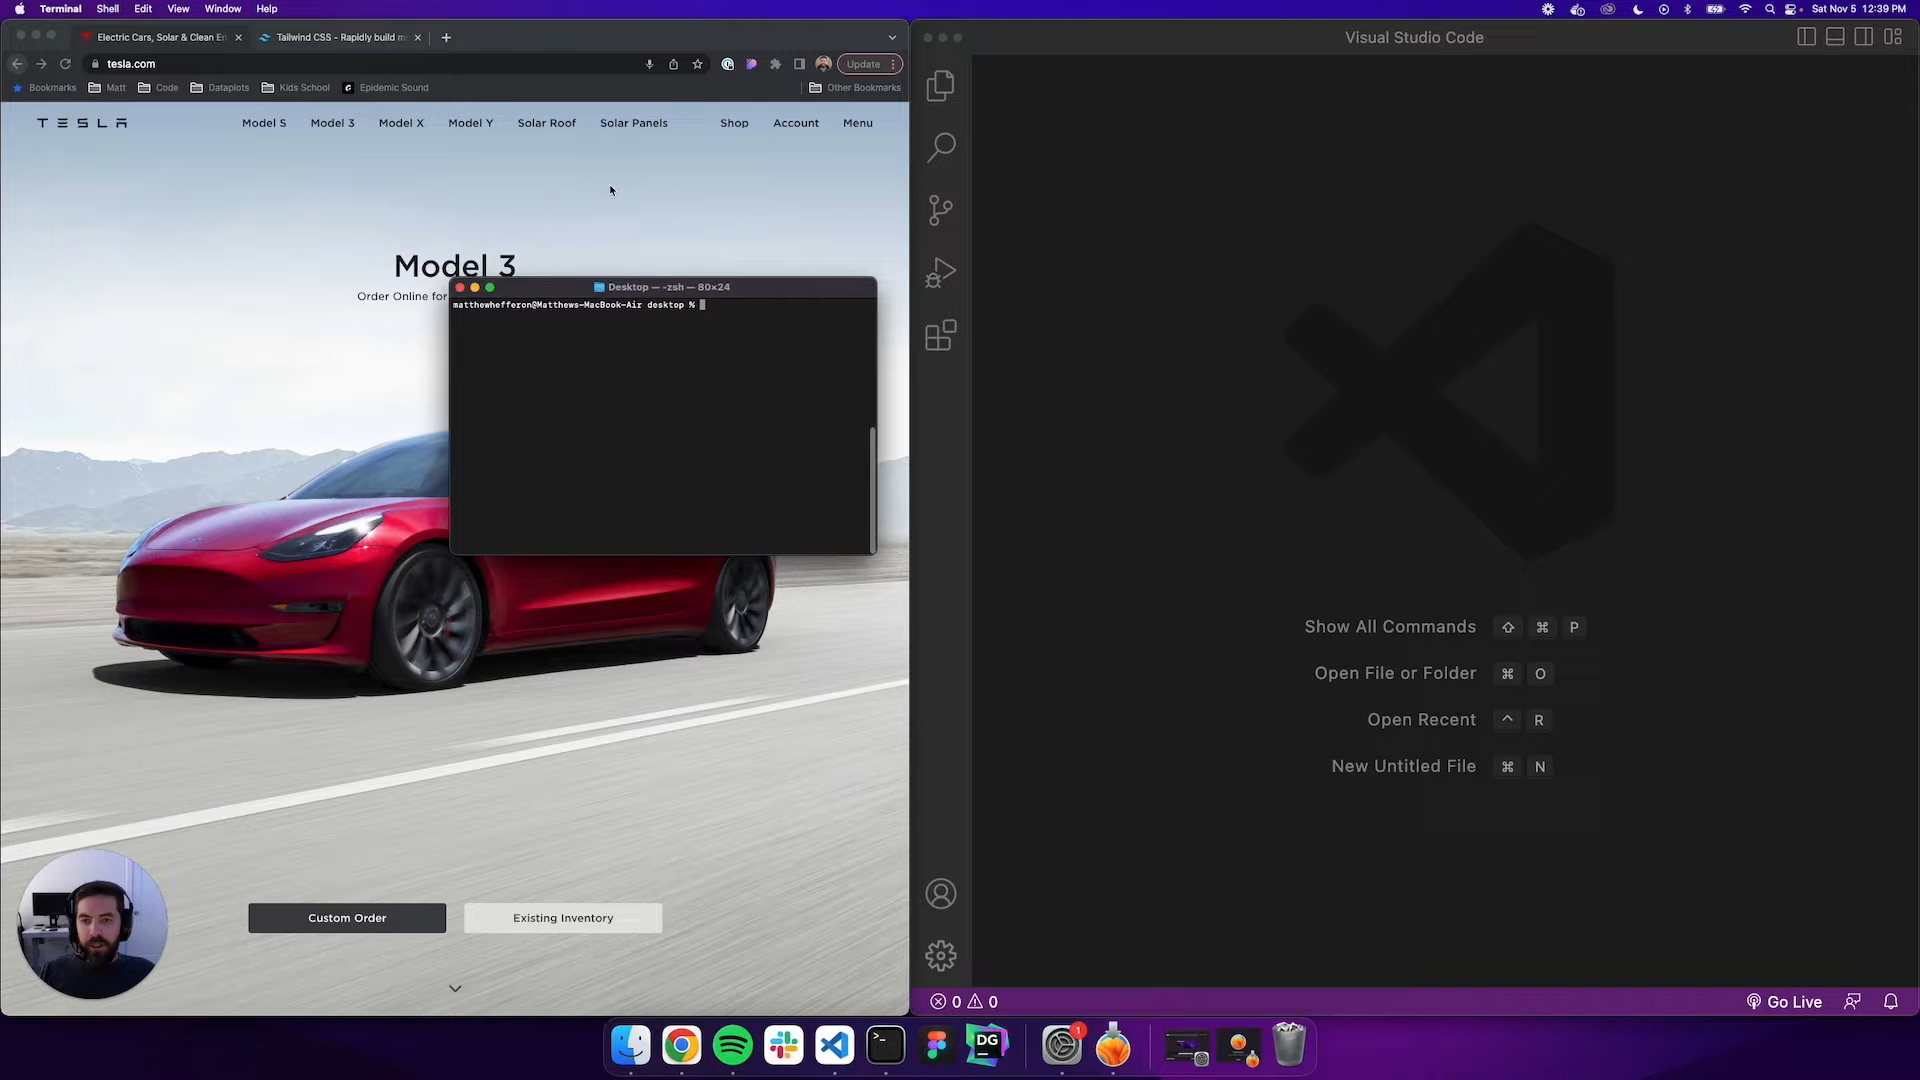 Terminal Shell Edit View Window Help
Sat Nov 5 12:39 PM
Electric Cars, Solar & Clean En
Tailwind CSS - Rapidly build m
tesla.com
Update
Bookmarks Matt Code Dataplots Kids School Epidemic Sound Other Bookmarks
TESLA Model S Model 3 Model X Model Y Solar Roof Solar Panels Shop Account Menu
Model 3
Order Online for
Desktop — -zsh — 80×24
matthewhefferon@Matthews-MacBook-Air desktop %
Custom Order
Existing Inventory
Visual Studio Code
Show All Commands ⇧ ⌘ P
Open File or Folder ⌘ O
Open Recent ^ R
New Untitled File ⌘ N
0 0
Go Live
DG
1